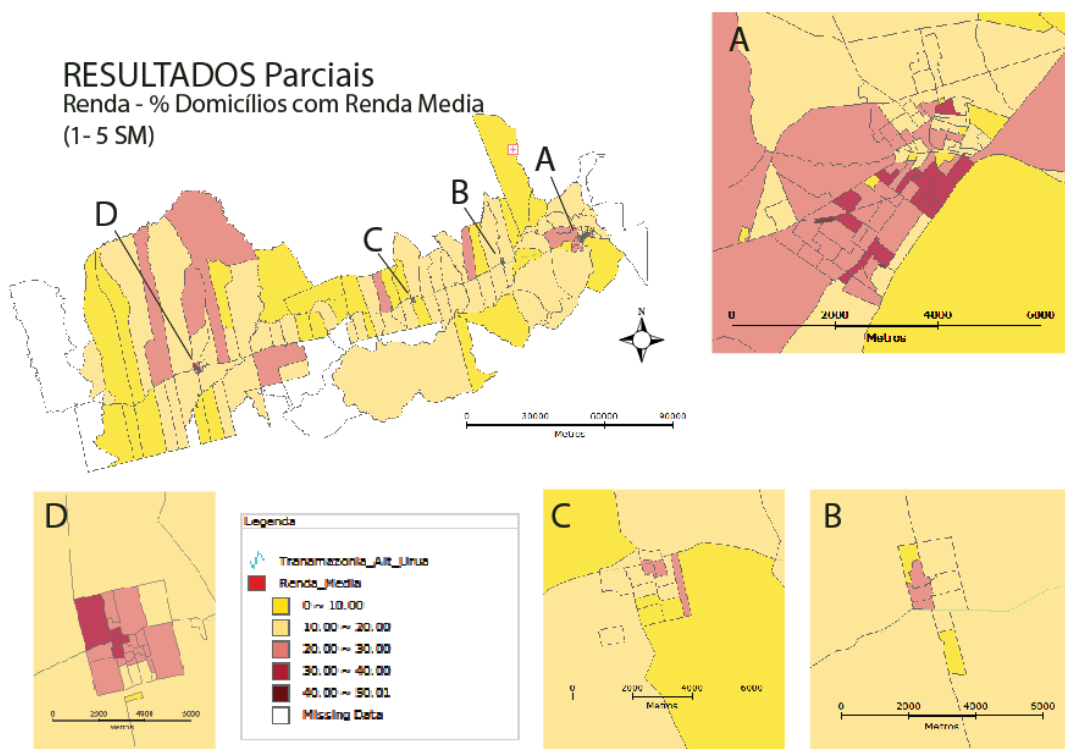 RESULTADOS Parciais
Renda - % Domicílios com Renda Media
(1- 5 SM)
A
B
C
D
N
0 30000 60000 90000
Metros
A
0 2000 4000 6000
Metros
D
0 2000 4000 6000
Metros
Legenda
Tranamazonia_Alt_Urua
Renda_Media
0 ~ 10.00
10.00 ~ 20.00
20.00 ~ 30.00
30.00 ~ 40.00
40.00 ~ 50.01
Missing Data
C
0 2000 4000 6000
Metros
B
0 2000 4000 6000
Metros